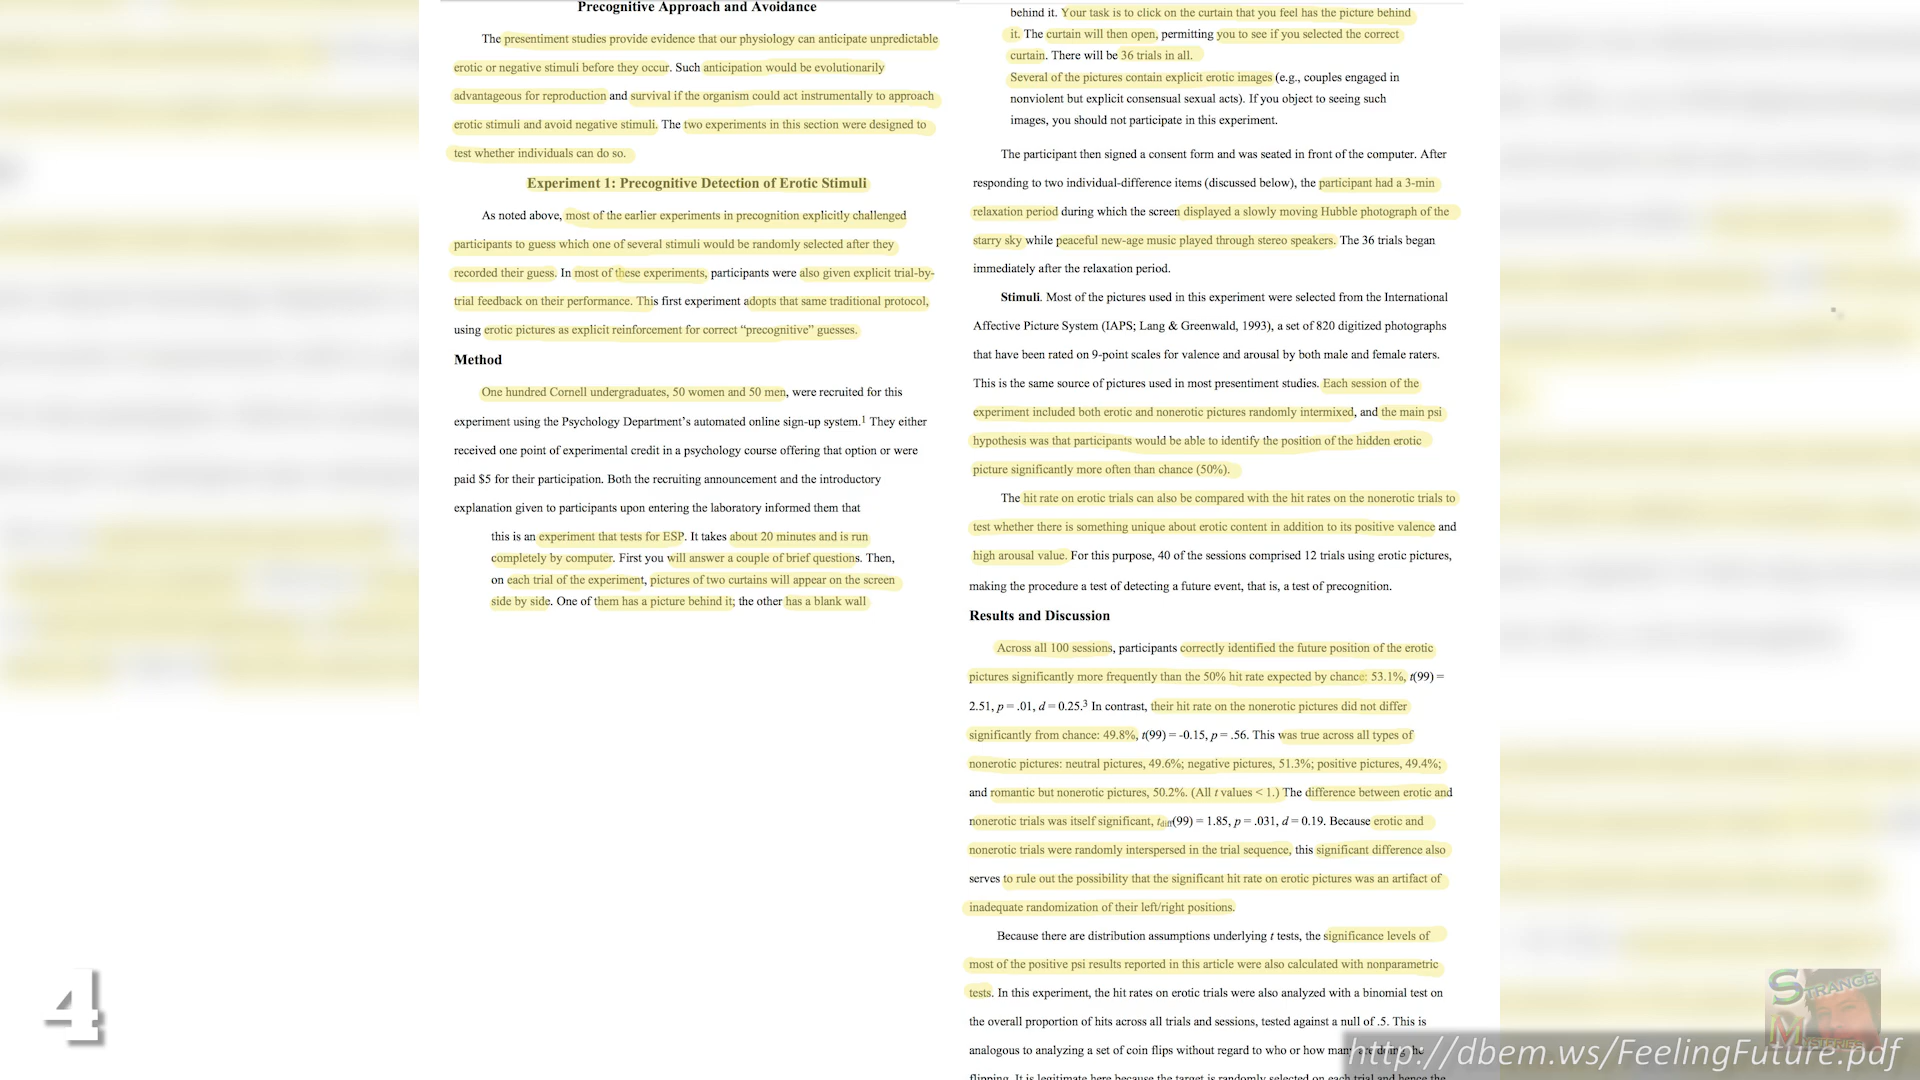 Precognitive Approach and Avoidance
The presentiment studies provide evidence that our physiology can anticipate unpredictable
erotic or negative stimuli before they occur. Such anticipation would be evolutionarily
advantageous for reproduction and survival if the organism could act instrumentally to approach
erotic stimuli and avoid negative stimuli. The two experiments in this section were designed to
test whether individuals can do so.
Experiment 1: Precognitive Detection of Erotic Stimuli
As noted above, most of the earlier experiments in precognition explicitly challenged
participants to guess which one of several stimuli would be randomly selected after they
recorded their guess. In most of these experiments, participants were also given explicit trial-by-
trial feedback on their performance. This first experiment adopts that same traditional protocol,
using erotic pictures as explicit reinforcement for correct “precognitive” guesses.
Method
One hundred Cornell undergraduates, 50 women and 50 men, were recruited for this
experiment using the Psychology Department’s automated online sign-up system.1 They either
received one point of experimental credit in a psychology course offering that option or were
paid $5 for their participation. Both the recruiting announcement and the introductory
explanation given to participants upon entering the laboratory informed them that
this is an experiment that tests for ESP. It takes about 20 minutes and is run
completely by computer. First you will answer a couple of brief questions. Then,
on each trial of the experiment, pictures of two curtains will appear on the screen
side by side. One of them has a picture behind it; the other has a blank wall
behind it. Your task is to click on the curtain that you feel has the picture behind
it. The curtain will then open, permitting you to see if you selected the correct
curtain. There will be 36 trials in all.
Several of the pictures contain explicit erotic images (e.g., couples engaged in
nonviolent but explicit consensual sexual acts). If you object to seeing such
images, you should not participate in this experiment.
The participant then signed a consent form and was seated in front of the computer. After
responding to two individual-difference items (discussed below), the participant had a 3-min
relaxation period during which the screen displayed a slowly moving Hubble photograph of the
starry sky while peaceful new-age music played through stereo speakers. The 36 trials began
immediately after the relaxation period.
Stimuli. Most of the pictures used in this experiment were selected from the International
Affective Picture System (IAPS; Lang & Greenwald, 1993), a set of 820 digitized photographs
that have been rated on 9-point scales for valence and arousal by both male and female raters.
This is the same source of pictures used in most presentiment studies. Each session of the
experiment included both erotic and nonerotic pictures randomly intermixed, and the main psi
hypothesis was that participants would be able to identify the position of the hidden erotic
picture significantly more often than chance (50%).
The hit rate on erotic trials can also be compared with the hit rates on the nonerotic trials to
test whether there is something unique about erotic content in addition to its positive valence and
high arousal value. For this purpose, 40 of the sessions comprised 12 trials using erotic pictures,
making the procedure a test of detecting a future event, that is, a test of precognition.
Results and Discussion
Across all 100 sessions, participants correctly identified the future position of the erotic
pictures significantly more frequently than the 50% hit rate expected by chance: 53.1%, t(99) =
2.51, p = .01, d = 0.25.3 In contrast, their hit rate on the nonerotic pictures did not differ
significantly from chance: 49.8%, t(99) = -0.15, p = .56. This was true across all types of
nonerotic pictures: neutral pictures, 49.6%; negative pictures, 51.3%; positive pictures, 49.4%;
and romantic but nonerotic pictures, 50.2%. (All t values < 1.) The difference between erotic and
nonerotic trials was itself significant, tdiff(99) = 1.85, p = .031, d = 0.19. Because erotic and
nonerotic trials were randomly interspersed in the trial sequence, this significant difference also
serves to rule out the possibility that the significant hit rate on erotic pictures was an artifact of
inadequate randomization of their left/right positions.
Because there are distribution assumptions underlying t tests, the significance levels of
most of the positive psi results reported in this article were also calculated with nonparametric
tests. In this experiment, the hit rates on erotic trials were also analyzed with a binomial test on
the overall proportion of hits across all trials and sessions, tested against a null of .5. This is
analogous to analyzing a set of coin flips without regard to who or how many are doing the
flipping. It is legitimate here because the target is randomly selected on each trial and hence the
4
STRANGE
MYSTERIES
http://dbem.ws/FeelingFuture.pdf